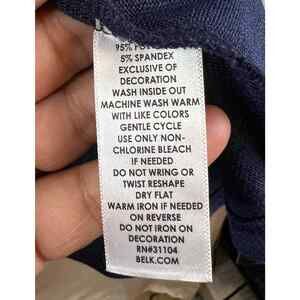 95% PO
5% SPANDEX
EXCLUSIVE OF
DECORATION
WASH INSIDE OUT
MACHINE WASH WARM
WITH LIKE COLORS
GENTLE CYCLE
USE ONLY NON-
CHLORINE BLEACH
IF NEEDED
DO NOT WRING OR
TWIST RESHAPE
DRY FLAT
WARM IRON IF NEEDED
ON REVERSE
DO NOT IRON ON
DECORATION
RN#31104
BELK.COM